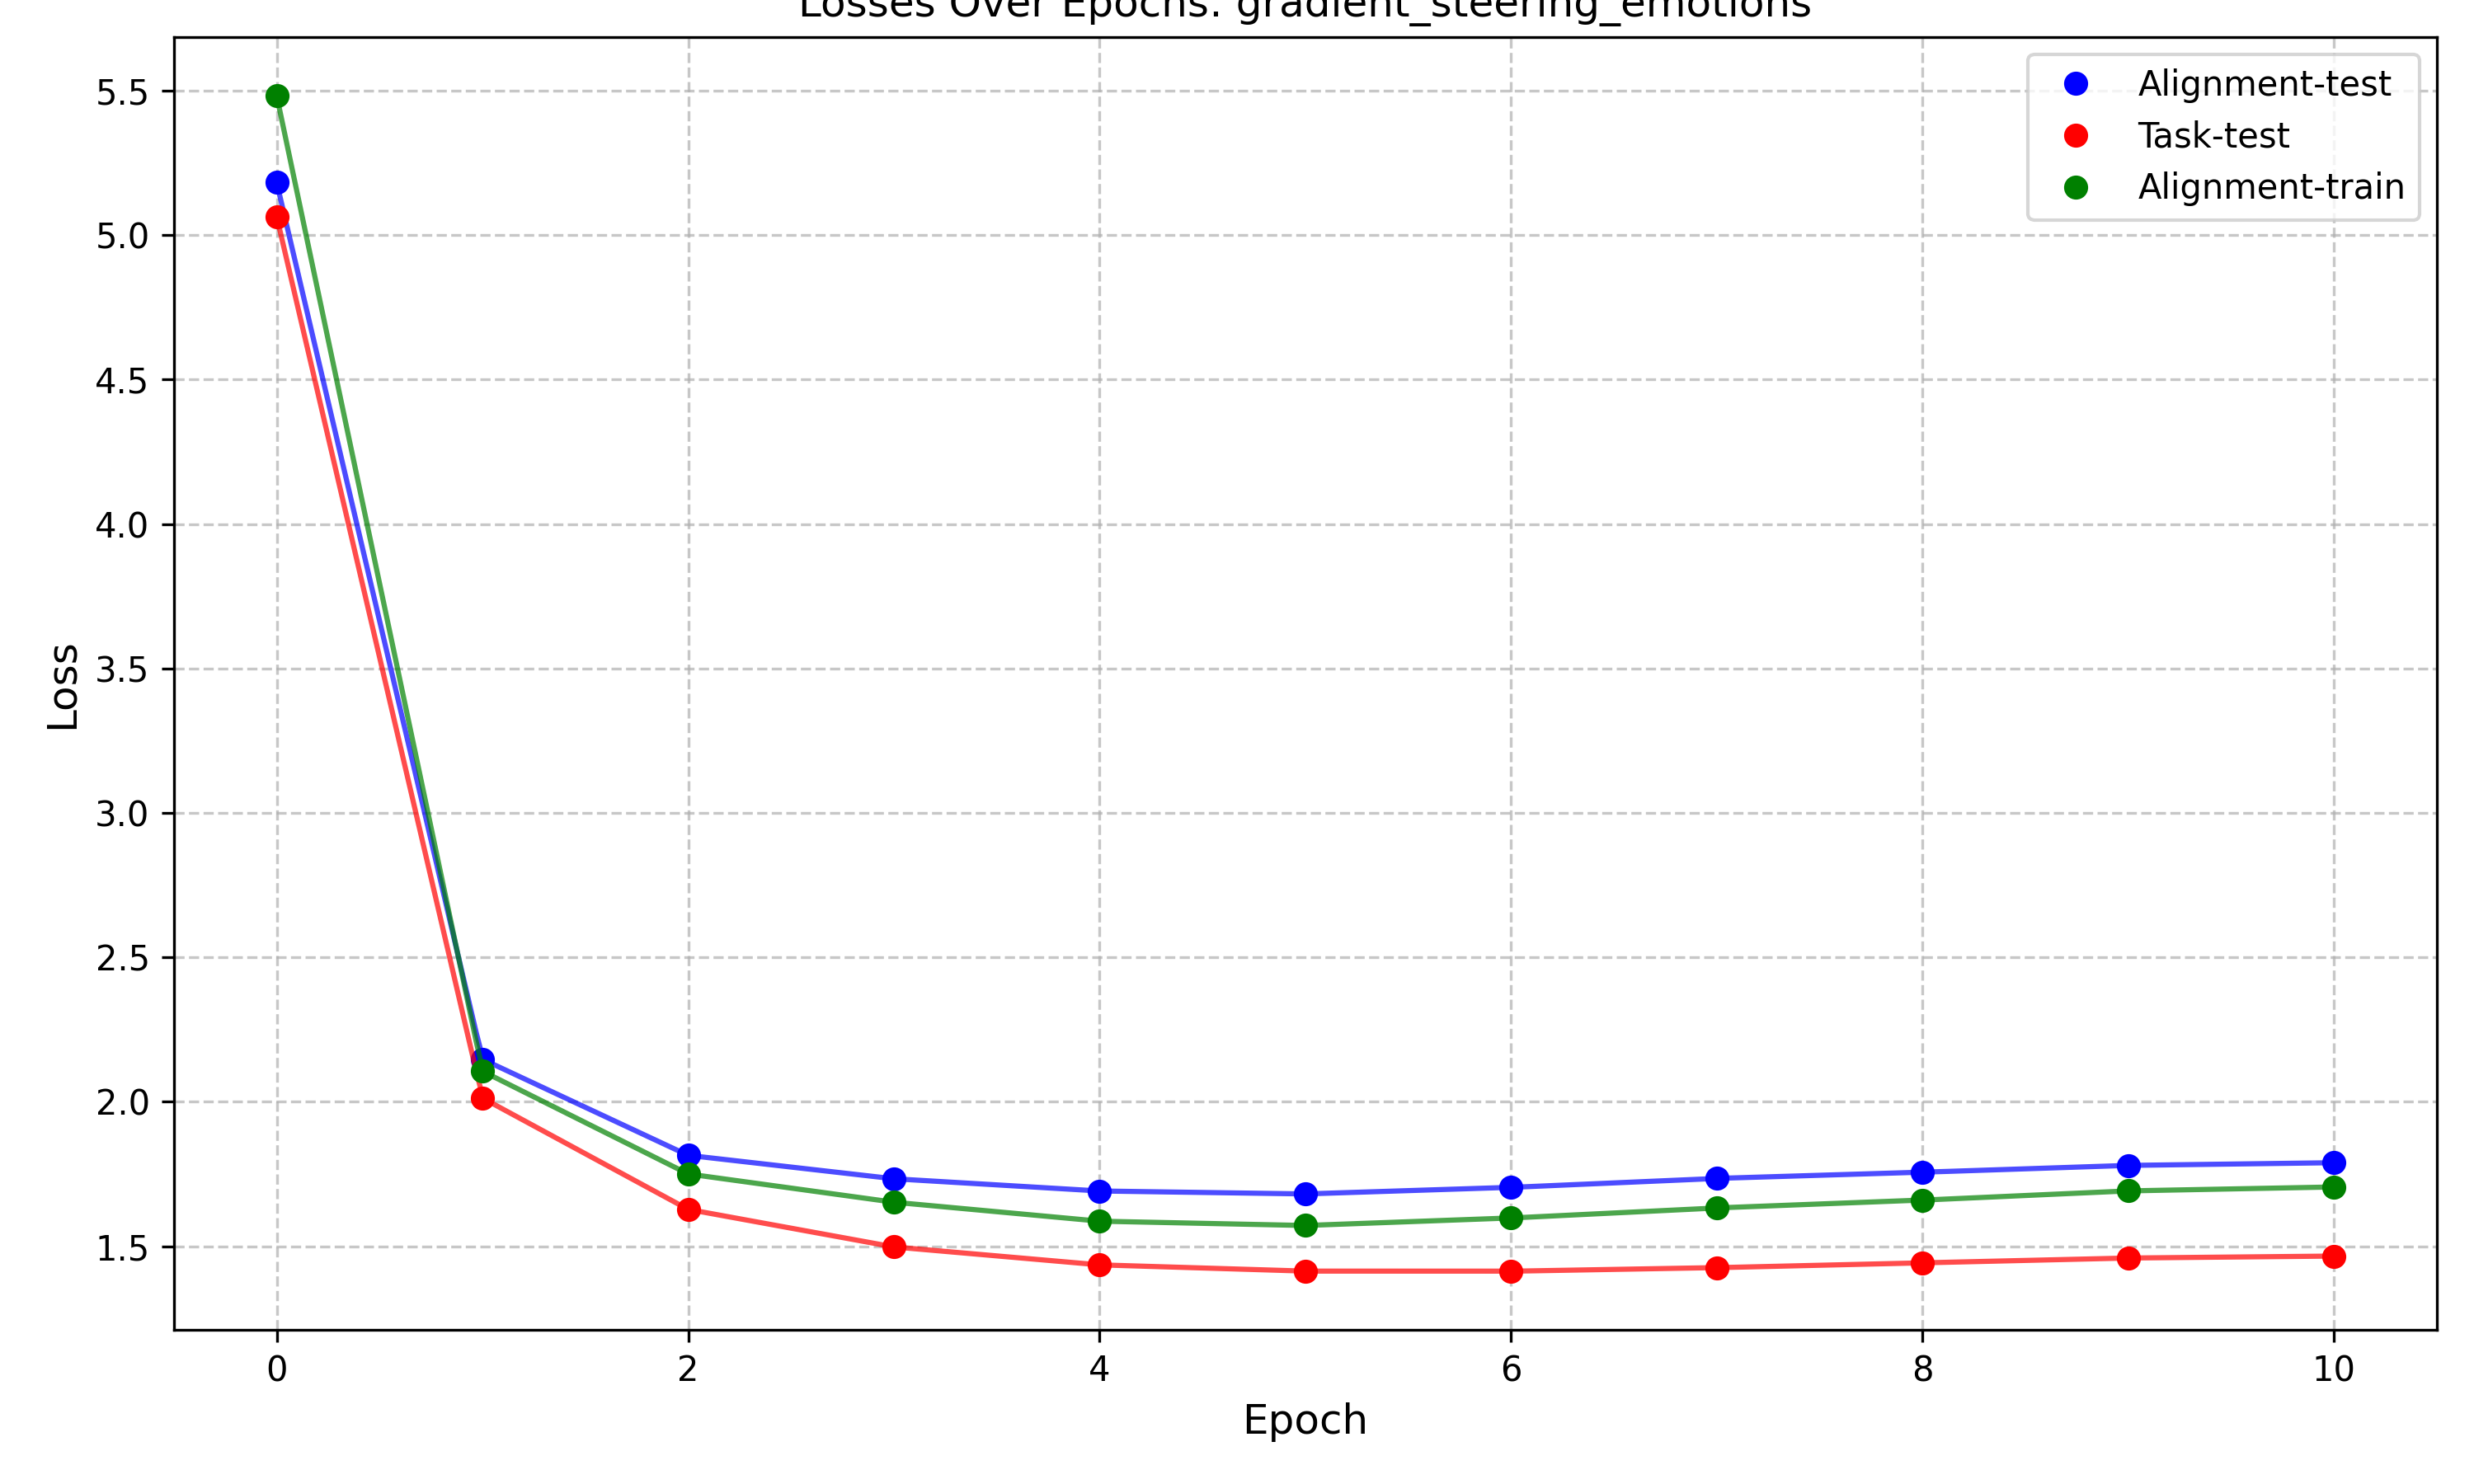 Losses Over Epochs: gradient_steering_emotions
5.5
5.0
4.5
4.0
3.5
3.0
2.5
2.0
1.5
Loss
Alignment-test
Task-test
Alignment-train
0 2 4 6 8 10
Epoch